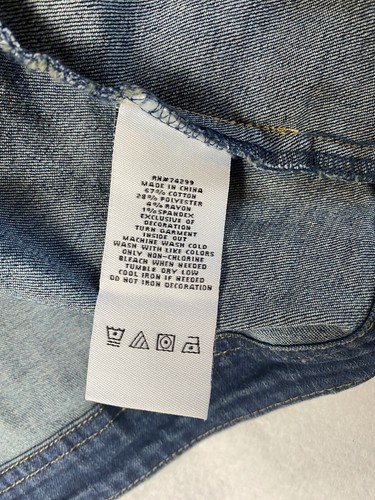 RN#74299
MADE IN CHINA
67% COTTON
28% POLYESTER
4% RAYON
1% SPANDEX
EXCLUSIVE OF
DECORATION
TURN GARMENT
INSIDE OUT
MACHINE WASH COLD
WASH WITH LIKE COLORS
ONLY NON-CHLORINE
BLEACH WHEN NEEDED
TUMBLE DRY LOW
COOL IRON IF NEEDED
DO NOT IRON DECORATION